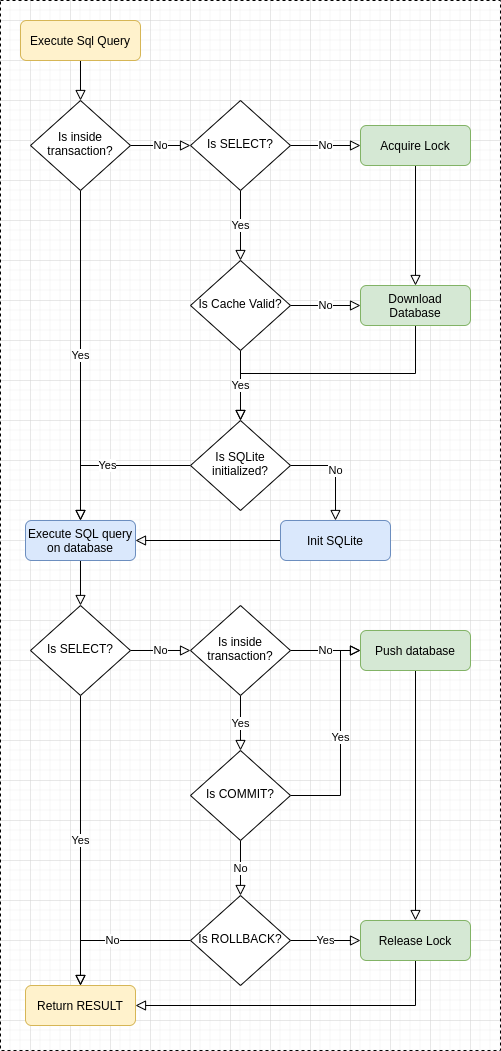 Execute Sql Query
Is inside
transaction?
No
Is SELECT?
No
Acquire Lock
Yes
Is Cache Valid?
No
Download
Database
Yes
Yes
Is SQLite
initialized?
Yes
No
Execute SQL query
on database
Init SQLite
Is SELECT?
No
Is inside
transaction?
No
Push database
Yes
Yes
Is COMMIT?
Yes
No
No
Is ROLLBACK?
Yes
Release Lock
Return RESULT